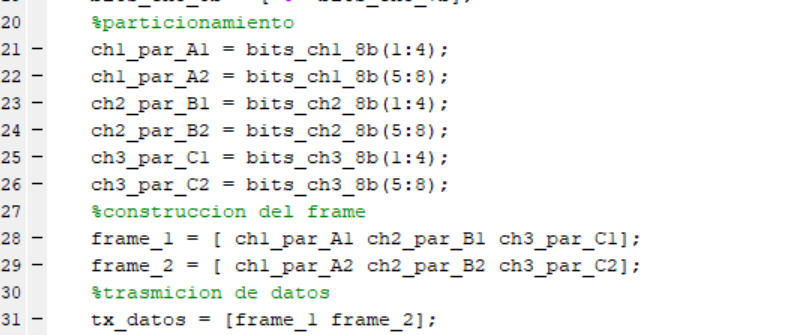 20 %particionamiento
21 - ch1_par_A1 = bits_ch1_8b(1:4);
22 - ch1_par_A2 = bits_ch1_8b(5:8);
23 - ch2_par_B1 = bits_ch2_8b(1:4);
24 - ch2_par_B2 = bits_ch2_8b(5:8);
25 - ch3_par_C1 = bits_ch3_8b(1:4);
26 - ch3_par_C2 = bits_ch3_8b(5:8);
27 %construccion del frame
28 - frame_1 = [ ch1_par_A1 ch2_par_B1 ch3_par_C1];
29 - frame_2 = [ ch1_par_A2 ch2_par_B2 ch3_par_C2];
30 %trasmicion de datos
31 - tx_datos = [frame_1 frame_2];